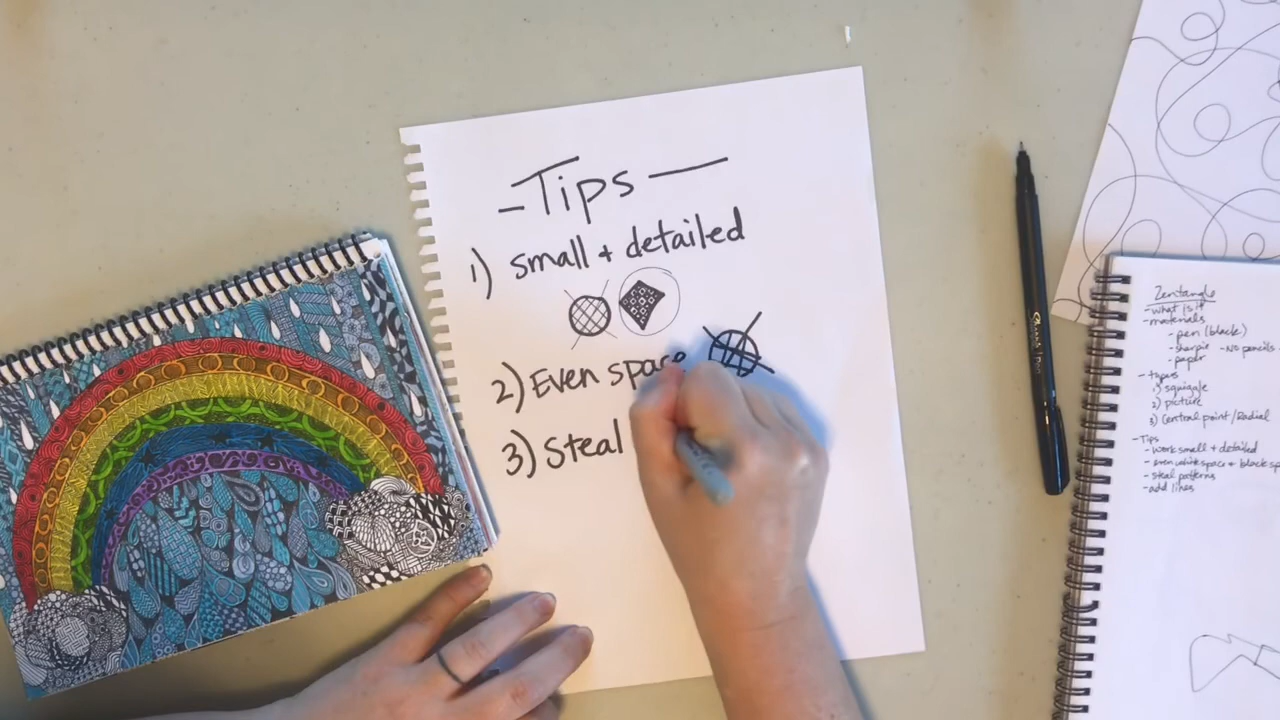 - Tips —
1) small + detailed
2) Even space
3) Steal
Zentangle
- what is it
- materials
- pen (black)
- sharpie - No pencils
- paper
- types
1) squiggle
2) picture
3) Central point / Radial
- Tips
- work small + detailed
- even white space + black sp
- steal patterns
- add lines